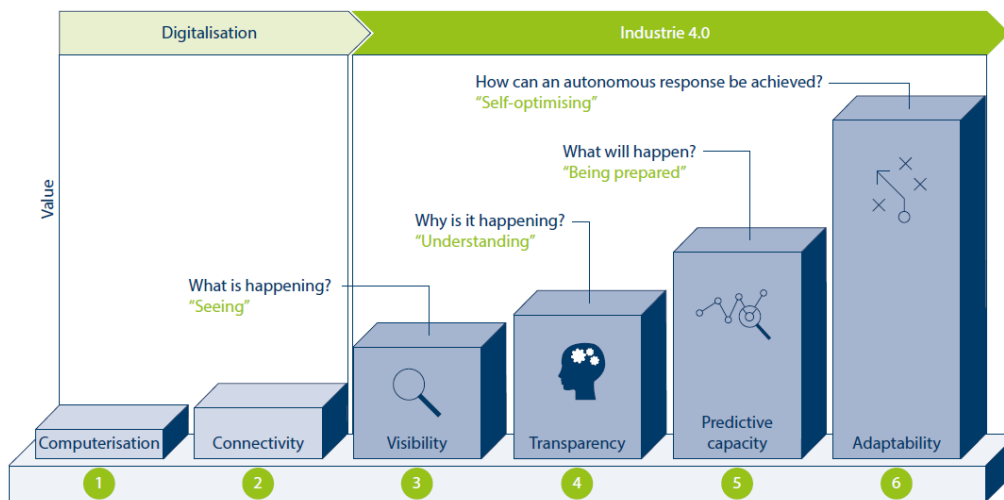 Digitalisation
Industrie 4.0
How can an autonomous response be achieved?
“Self-optimising”
What will happen?
“Being prepared”
Value
Why is it happening?
“Understanding”
What is happening?
“Seeing”
Computerisation
Connectivity
Visibility
Transparency
Predictive
capacity
Adaptability
1
2
3
4
5
6